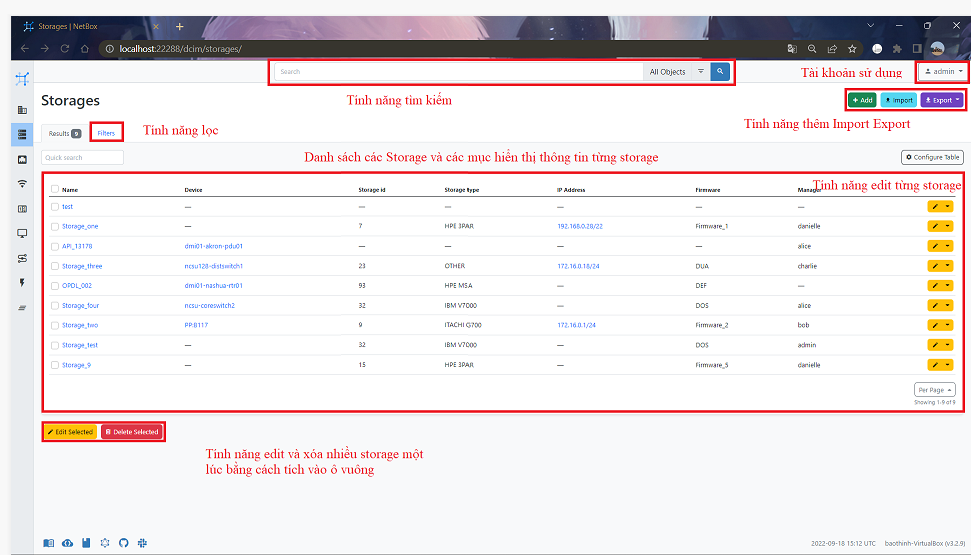 Storages | NetBox
localhost:22288/dcim/storages/
Search
All Objects
Tài khoản sử dụng
admin
Storages
Tính năng tìm kiếm
Add
Import
Export
Tính năng thêm Import Export
Results 9
Filters
Tính năng lọc
Quick search
Danh sách các Storage và các mục hiển thị thông tin từng storage
Configure Table
Tính năng edit từng storage
Name Device Storage id Storage type IP Address Firmware Manager
test — — — — — —
Storage_one — 7 HPE 3PAR 192.168.0.28/22 Firmware_1 danielle
API_13178 dmi01-akron-pdu01 — — — — alice
Storage_three ncsu128-distswitch1 23 OTHER 172.16.0.18/24 DUA charlie
OPDL_002 dmi01-nashua-rtr01 93 HPE MSA — DEF —
Storage_four ncsu-coreswitch2 32 IBM V7000 — DOS alice
Storage_two PP:B117 9 ITACHI G700 172.16.0.1/24 Firmware_2 bob
Storage_test — 32 IBM V7000 — DOS admin
Storage_9 — 15 HPE 3PAR — Firmware_5 danielle
Per Page
Showing 1-9 of 9
Edit Selected
Delete Selected
Tính năng edit và xóa nhiều storage một
lúc bằng cách tích vào ô vuông
2022-09-18 15:12 UTC baothinh-VirtualBox (v3.2.9)